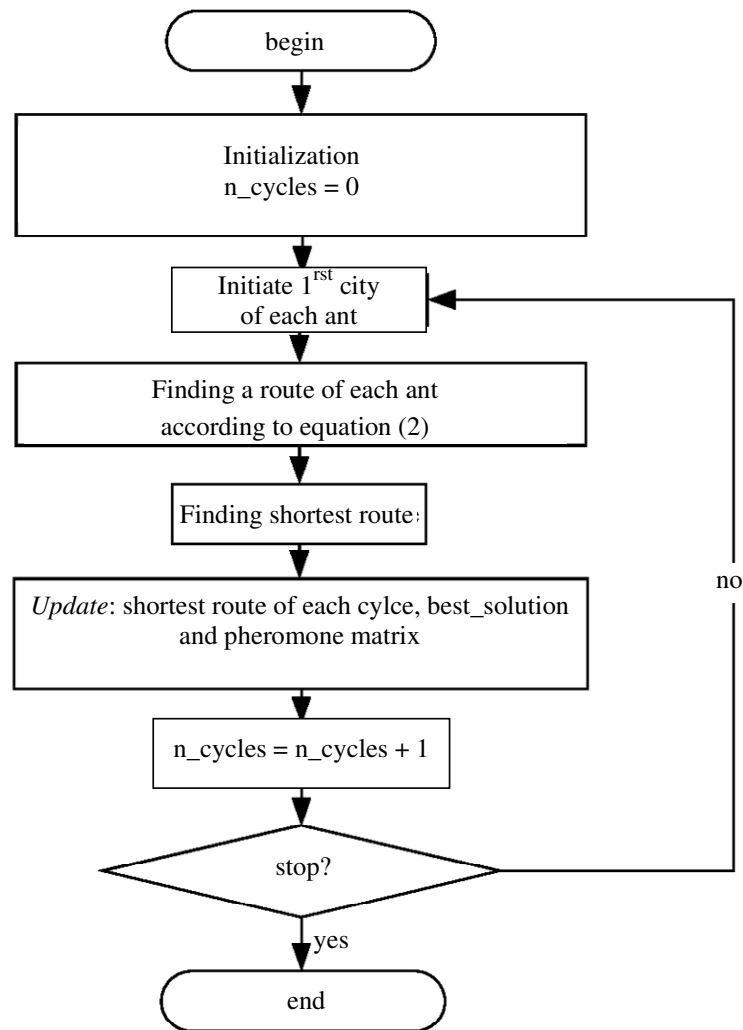 begin
Initialization
n_cycles = 0
Initiate 1rst city
of each ant
Finding a route of each ant
according to equation (2)
Finding shortest route
Update: shortest route of each cylce, best_solution
and pheromone matrix
no
n_cycles = n_cycles + 1
stop?
yes
end